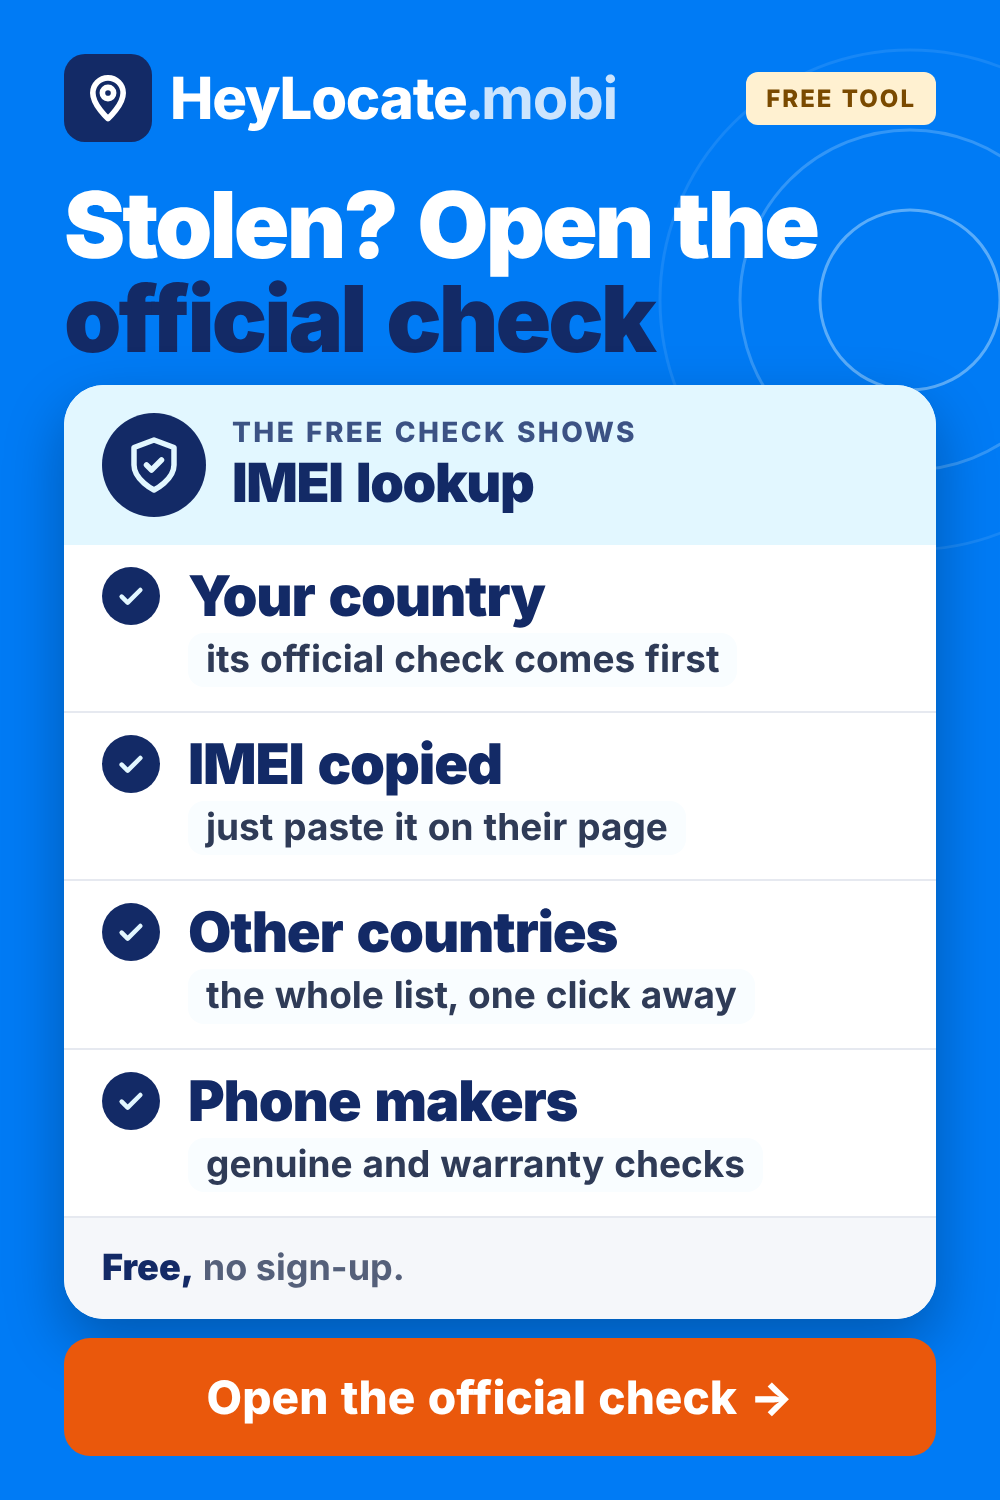 HeyLocate.mobi
FREE TOOL
Stolen? Open the
official check
THE FREE CHECK SHOWS
IMEI lookup
Your country
its official check comes first
IMEI copied
just paste it on their page
Other countries
the whole list, one click away
Phone makers
genuine and warranty checks
Free, no sign-up.
Open the official check →